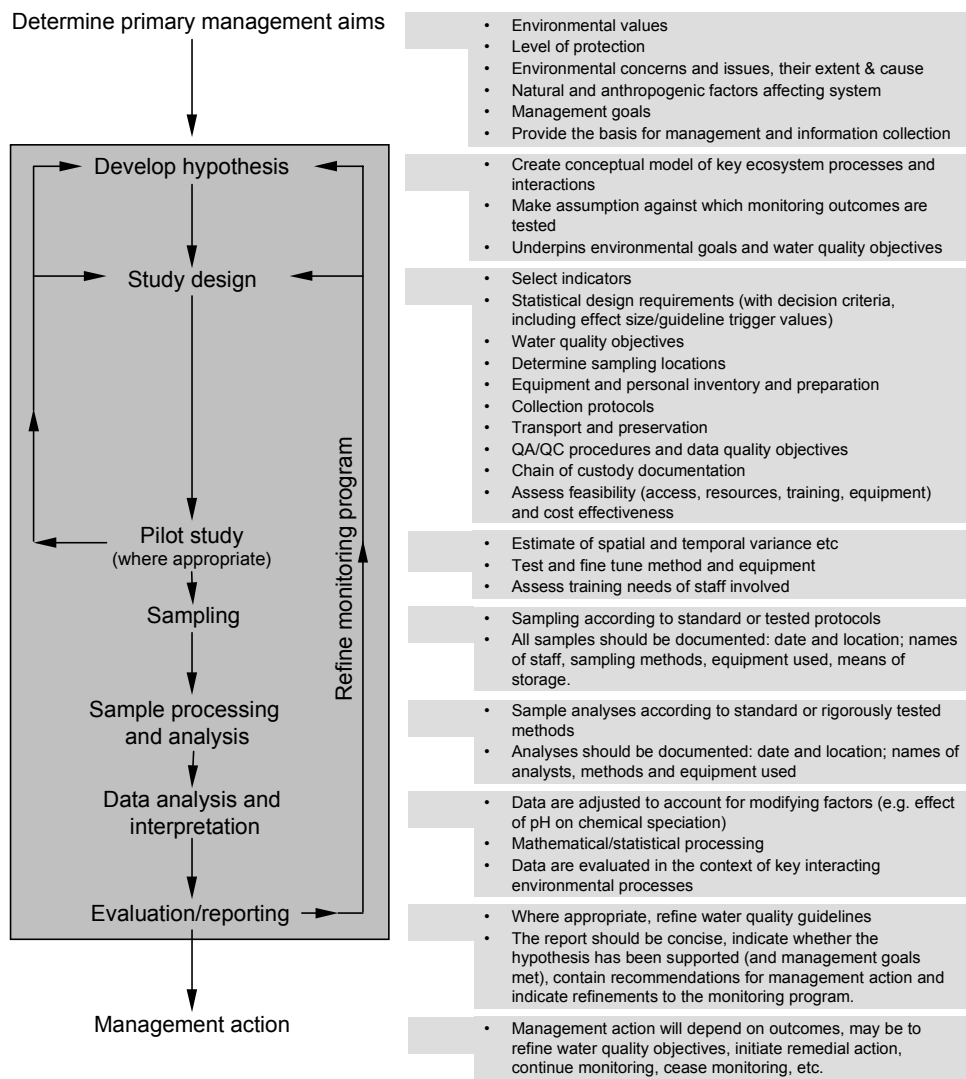 Determine primary management aims
• Environmental values
• Level of protection
• Environmental concerns and issues, their extent & cause
• Natural and anthropogenic factors affecting system
• Management goals
• Provide the basis for management and information collection
Develop hypothesis
• Create conceptual model of key ecosystem processes and
interactions
• Make assumption against which monitoring outcomes are
tested
• Underpins environmental goals and water quality objectives
Study design
• Select indicators
• Statistical design requirements (with decision criteria,
including effect size/guideline trigger values)
• Water quality objectives
• Determine sampling locations
• Equipment and personal inventory and preparation
• Collection protocols
• Transport and preservation
• QA/QC procedures and data quality objectives
• Chain of custody documentation
• Assess feasibility (access, resources, training, equipment)
and cost effectiveness
Refine monitoring program
Pilot study
(where appropriate)
• Estimate of spatial and temporal variance etc
• Test and fine tune method and equipment
• Assess training needs of staff involved
Sampling
• Sampling according to standard or tested protocols
• All samples should be documented: date and location; names
of staff, sampling methods, equipment used, means of
storage.
Sample processing
and analysis
• Sample analyses according to standard or rigorously tested
methods
• Analyses should be documented: date and location; names of
analysts, methods and equipment used
Data analysis and
interpretation
• Data are adjusted to account for modifying factors (e.g. effect
of pH on chemical speciation)
• Mathematical/statistical processing
• Data are evaluated in the context of key interacting
environmental processes
Evaluation/reporting
• Where appropriate, refine water quality guidelines
• The report should be concise, indicate whether the
hypothesis has been supported (and management goals
met), contain recommendations for management action and
indicate refinements to the monitoring program.
Management action
• Management action will depend on outcomes, may be to
refine water quality objectives, initiate remedial action,
continue monitoring, cease monitoring, etc.